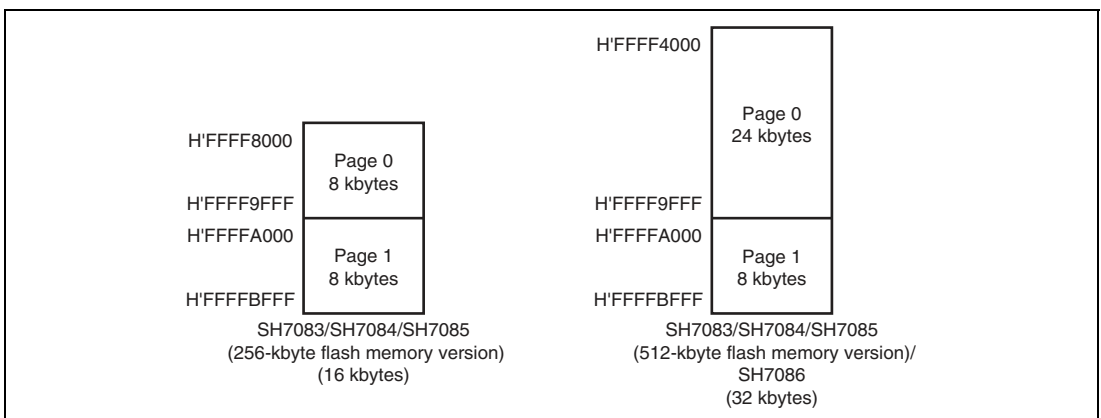 H'FFFF8000
Page 0
8 kbytes
H'FFFF9FFF
H'FFFFA000
Page 1
8 kbytes
H'FFFFBFFF
SH7083/SH7084/SH7085
(256-kbyte flash memory version)
(16 kbytes)
H'FFFF4000
Page 0
24 kbytes
H'FFFF9FFF
H'FFFFA000
Page 1
8 kbytes
H'FFFFBFFF
SH7083/SH7084/SH7085
(512-kbyte flash memory version)/
SH7086
(32 kbytes)